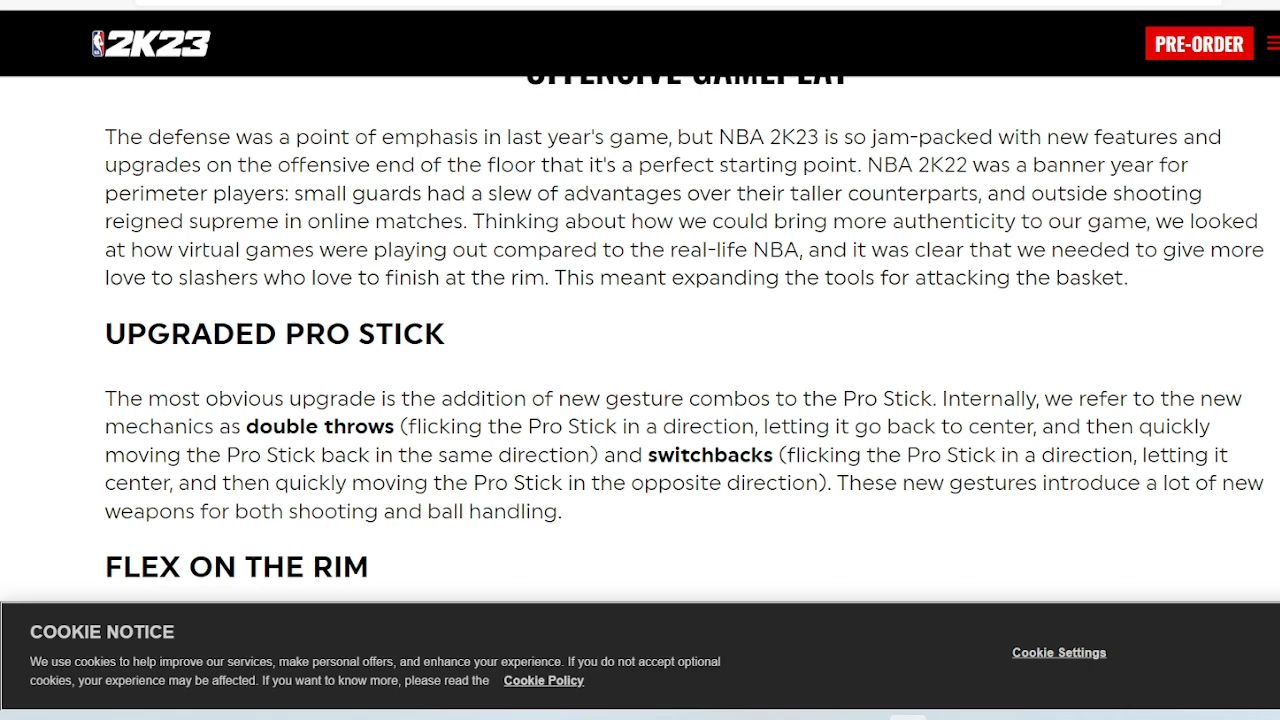 2K23
PRE-ORDER
OFFENSIVE GAMEPLAY
The defense was a point of emphasis in last year's game, but NBA 2K23 is so jam-packed with new features and
upgrades on the offensive end of the floor that it's a perfect starting point. NBA 2K22 was a banner year for
perimeter players: small guards had a slew of advantages over their taller counterparts, and outside shooting
reigned supreme in online matches. Thinking about how we could bring more authenticity to our game, we looked
at how virtual games were playing out compared to the real-life NBA, and it was clear that we needed to give more
love to slashers who love to finish at the rim. This meant expanding the tools for attacking the basket.
UPGRADED PRO STICK
The most obvious upgrade is the addition of new gesture combos to the Pro Stick. Internally, we refer to the new
mechanics as double throws (flicking the Pro Stick in a direction, letting it go back to center, and then quickly
moving the Pro Stick back in the same direction) and switchbacks (flicking the Pro Stick in a direction, letting it
center, and then quickly moving the Pro Stick in the opposite direction). These new gestures introduce a lot of new
weapons for both shooting and ball handling.
FLEX ON THE RIM
COOKIE NOTICE
We use cookies to help improve our services, make personal offers, and enhance your experience. If you do not accept optional
cookies, your experience may be affected. If you want to know more, please read the Cookie Policy
Cookie Settings